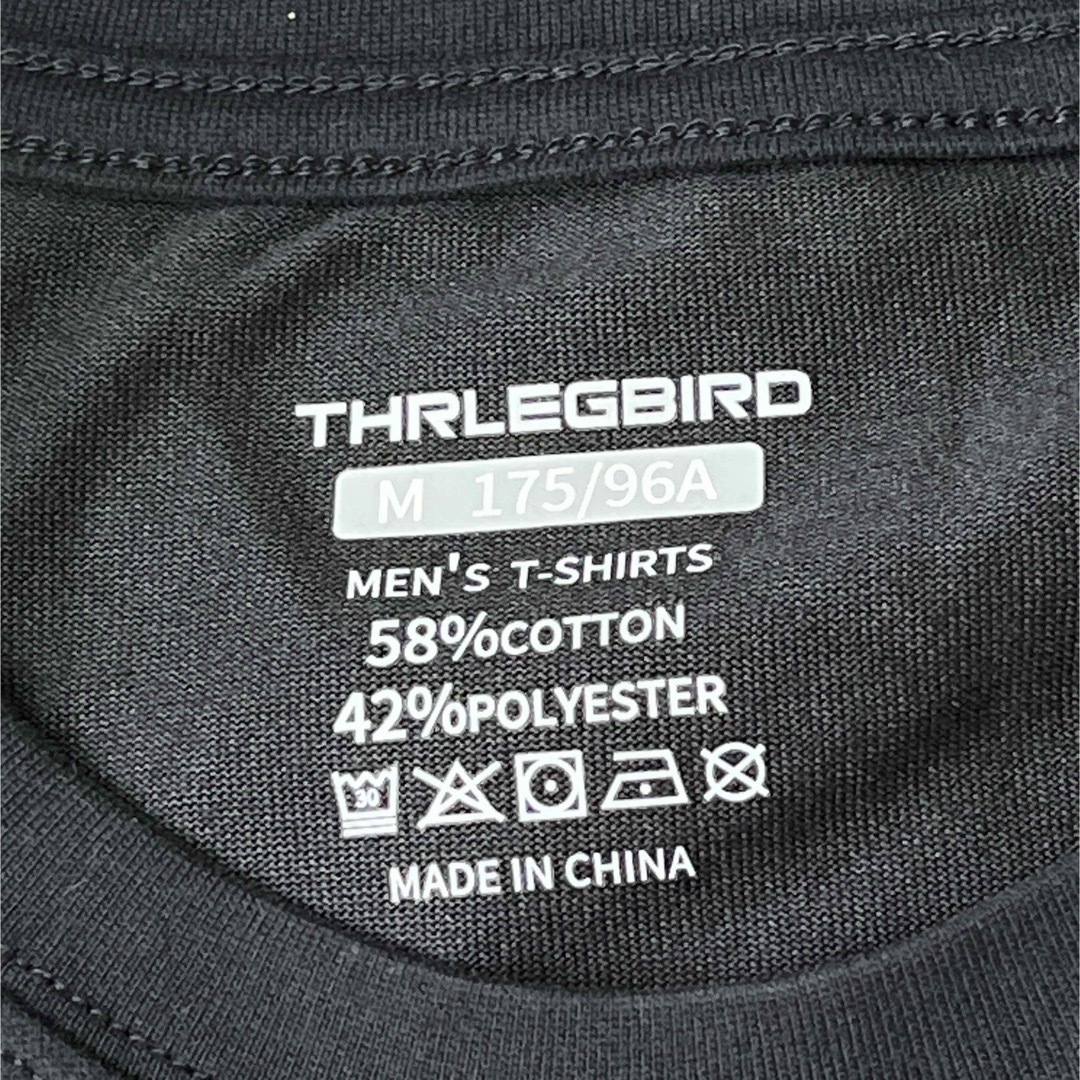 THRLEGBIRD
M 175/96A
MEN'S T-SHIRTS
58%COTTON
42%POLYESTER
30
MADE IN CHINA